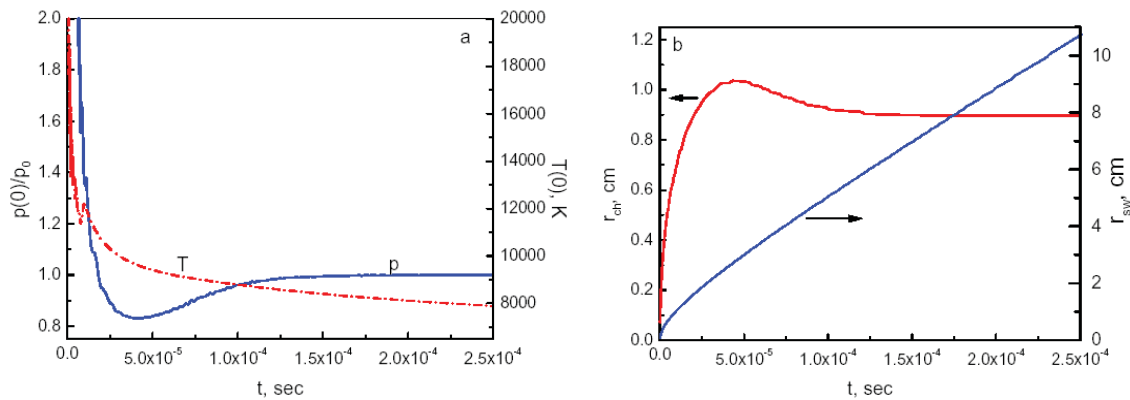 a
2.0
1.8
1.6
1.4
1.2
1.0
0.8
p(0)/p₀
20000
18000
16000
14000
12000
10000
8000
T(0), K
T
p
0.0
5.0x10⁻⁵
1.0x10⁻⁴
1.5x10⁻⁴
2.0x10⁻⁴
2.5x10⁻⁴
t, sec
b
1.2
1.0
0.8
0.6
0.4
0.2
0.0
r_ch, cm
10
8
6
4
2
0
r_sw, cm
0.0
5.0x10⁻⁵
1.0x10⁻⁴
1.5x10⁻⁴
2.0x10⁻⁴
2.5x10⁻⁴
t, sec